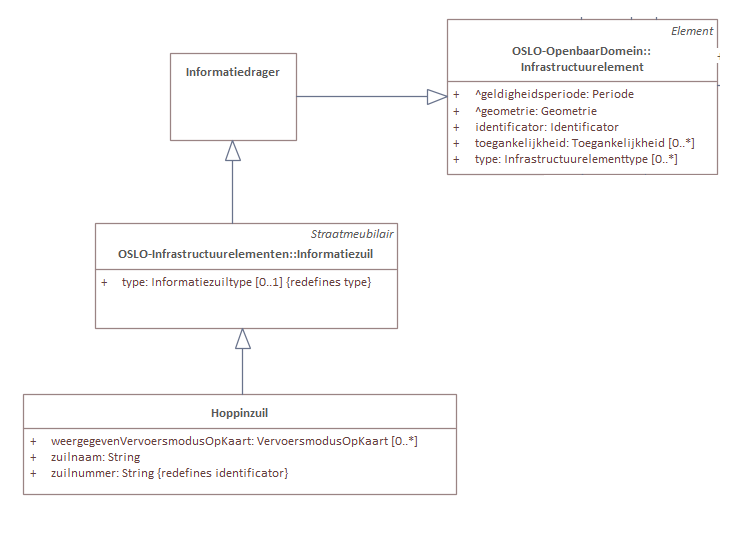 Element
OSLO-OpenbaarDomein::
Infrastructuurelement
+ ^geldigheidsperiode: Periode
+ ^geometrie: Geometrie
+ identificator: Identificator
+ toegankelijkheid: Toegankelijkheid [0..*]
+ type: Infrastructuurelementtype [0..*]
Informatiedrager
Straatmeubilair
OSLO-Infrastructuurelementen::Informatiezuil
+ type: Informatiezuiltype [0..1] {redefines type}
Hoppinzuil
+ weergegevenVervoersmodusOpKaart: VervoersmodusOpKaart [0..*]
+ zuilnaam: String
+ zuilnummer: String {redefines identificator}